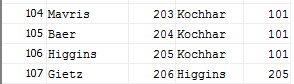 104 Mavris 203 Kochhar 101
105 Baer 204 Kochhar 101
106 Higgins 205 Kochhar 101
107 Gietz 206 Higgins 205